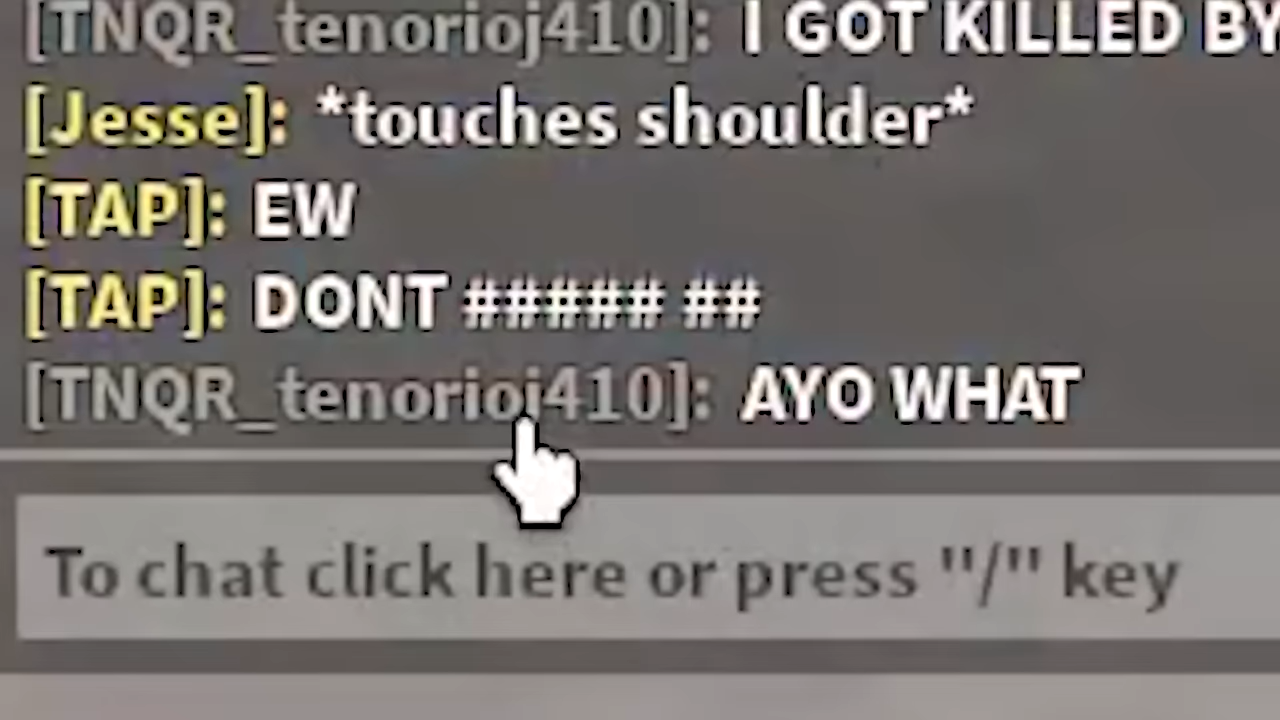 [TNQR_tenorioj410]: I GOT KILLED BY
[Jesse]: *touches shoulder*
[TAP]: EW
[TAP]: DONT ##### ##
[TNQR_tenorioj410]: AYO WHAT
To chat click here or press "/" key